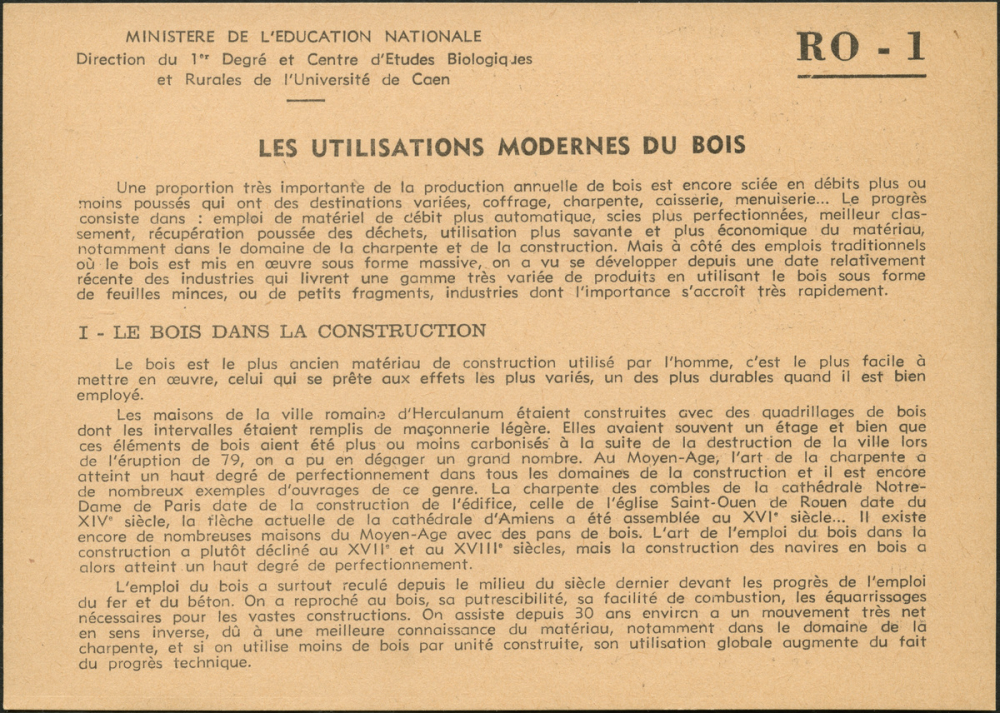 MINISTERE DE L'EDUCATION NATIONALE
Direction du 1er Degré et Centre d'Etudes Biologiques
et Rurales de l'Université de Caen
RO - 1
LES UTILISATIONS MODERNES DU BOIS
Une proportion très importante de la production annuelle de bois est encore sciée en débits plus ou
moins poussés qui ont des destinations variées, coffrage, charpente, caisserie, menuiserie... Le progrès
consiste dans : emploi de matériel de débit plus automatique, scies plus perfectionnées, meilleur clas-
sement, récupération poussée des déchets, utilisation plus savante et plus économique du matériau,
notamment dans le domaine de la charpente et de la construction. Mais à côté des emplois traditionnels
où le bois est mis en œuvre sous forme massive, on a vu se développer depuis une date relativement
récente des industries qui livrent une gamme très variée de produits en utilisant le bois sous forme
de feuilles minces, ou de petits fragments, industries dont l'importance s'accroît très rapidement.
I - LE BOIS DANS LA CONSTRUCTION
Le bois est le plus ancien matériau de construction utilisé par l'homme, c'est le plus facile à
mettre en œuvre, celui qui se prête aux effets les plus variés, un des plus durables quand il est bien
employé.
Les maisons de la ville romaine d'Herculanum étaient construites avec des quadrillages de bois
dont les intervalles étaient remplis de maçonnerie légère. Elles avaient souvent un étage et bien que
ces éléments de bois aient été plus ou moins carbonisés à la suite de la destruction de la ville lors
de l'éruption de 79, on a pu en dégager un grand nombre. Au Moyen-Age, l'art de la charpente a
atteint un haut degré de perfectionnement dans tous les domaines de la construction et il est encore
de nombreux exemples d'ouvrages de ce genre. La charpente des combles de la cathédrale Notre-
Dame de Paris date de la construction de l'édifice, celle de l'église Saint-Ouen de Rouen date du
XIVe siècle, la flèche actuelle de la cathédrale d'Amiens a été assemblée au XVIe siècle... Il existe
encore de nombreuses maisons du Moyen-Age avec des pans de bois. L'art de l'emploi du bois dans la
construction a plutôt décliné au XVIIe et au XVIIIe siècles, mais la construction des navires en bois a
alors atteint un haut degré de perfectionnement.
L'emploi du bois a surtout reculé depuis le milieu du siècle dernier devant les progrès de l'emploi
du fer et du béton. On a reproché au bois, sa putrescibilité, sa facilité de combustion, les équarrissages
nécessaires pour les vastes constructions. On assiste depuis 30 ans environ a un mouvement très net
en sens inverse, dû à une meilleure connaissance du matériau, notamment dans le domaine de la
charpente, et si on utilise moins de bois par unité construite, son utilisation globale augmente du fait
du progrès technique.